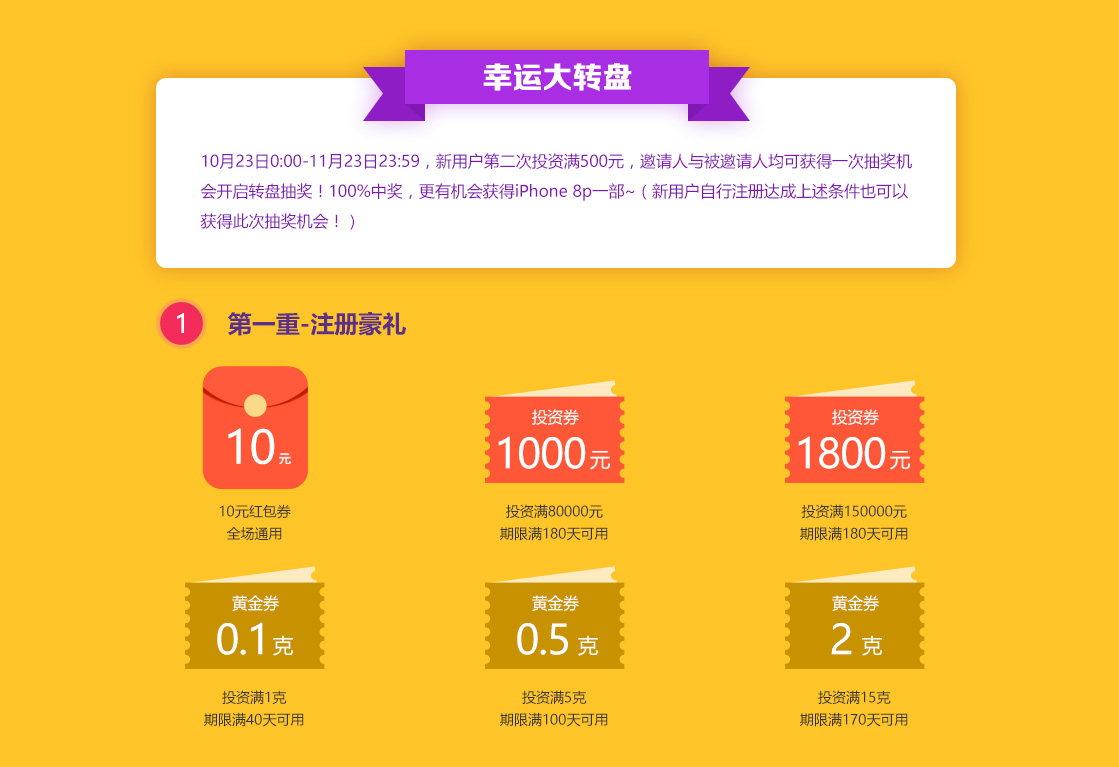 幸运大转盘
10月23日0:00-11月23日23:59，新用户第二次投资满500元，邀请人与被邀请人均可获得一次抽奖机
会开启转盘抽奖！100%中奖，更有机会获得iPhone 8p一部~（新用户自行注册达成上述条件也可以
获得此次抽奖机会！）
1 第一重-注册豪礼
10元
10元红包券
全场通用
投资券
1000元
投资满80000元
期限满180天可用
投资券
1800元
投资满150000元
期限满180天可用
黄金券
0.1克
投资满1克
期限满40天可用
黄金券
0.5克
投资满5克
期限满100天可用
黄金券
2克
投资满15克
期限满170天可用